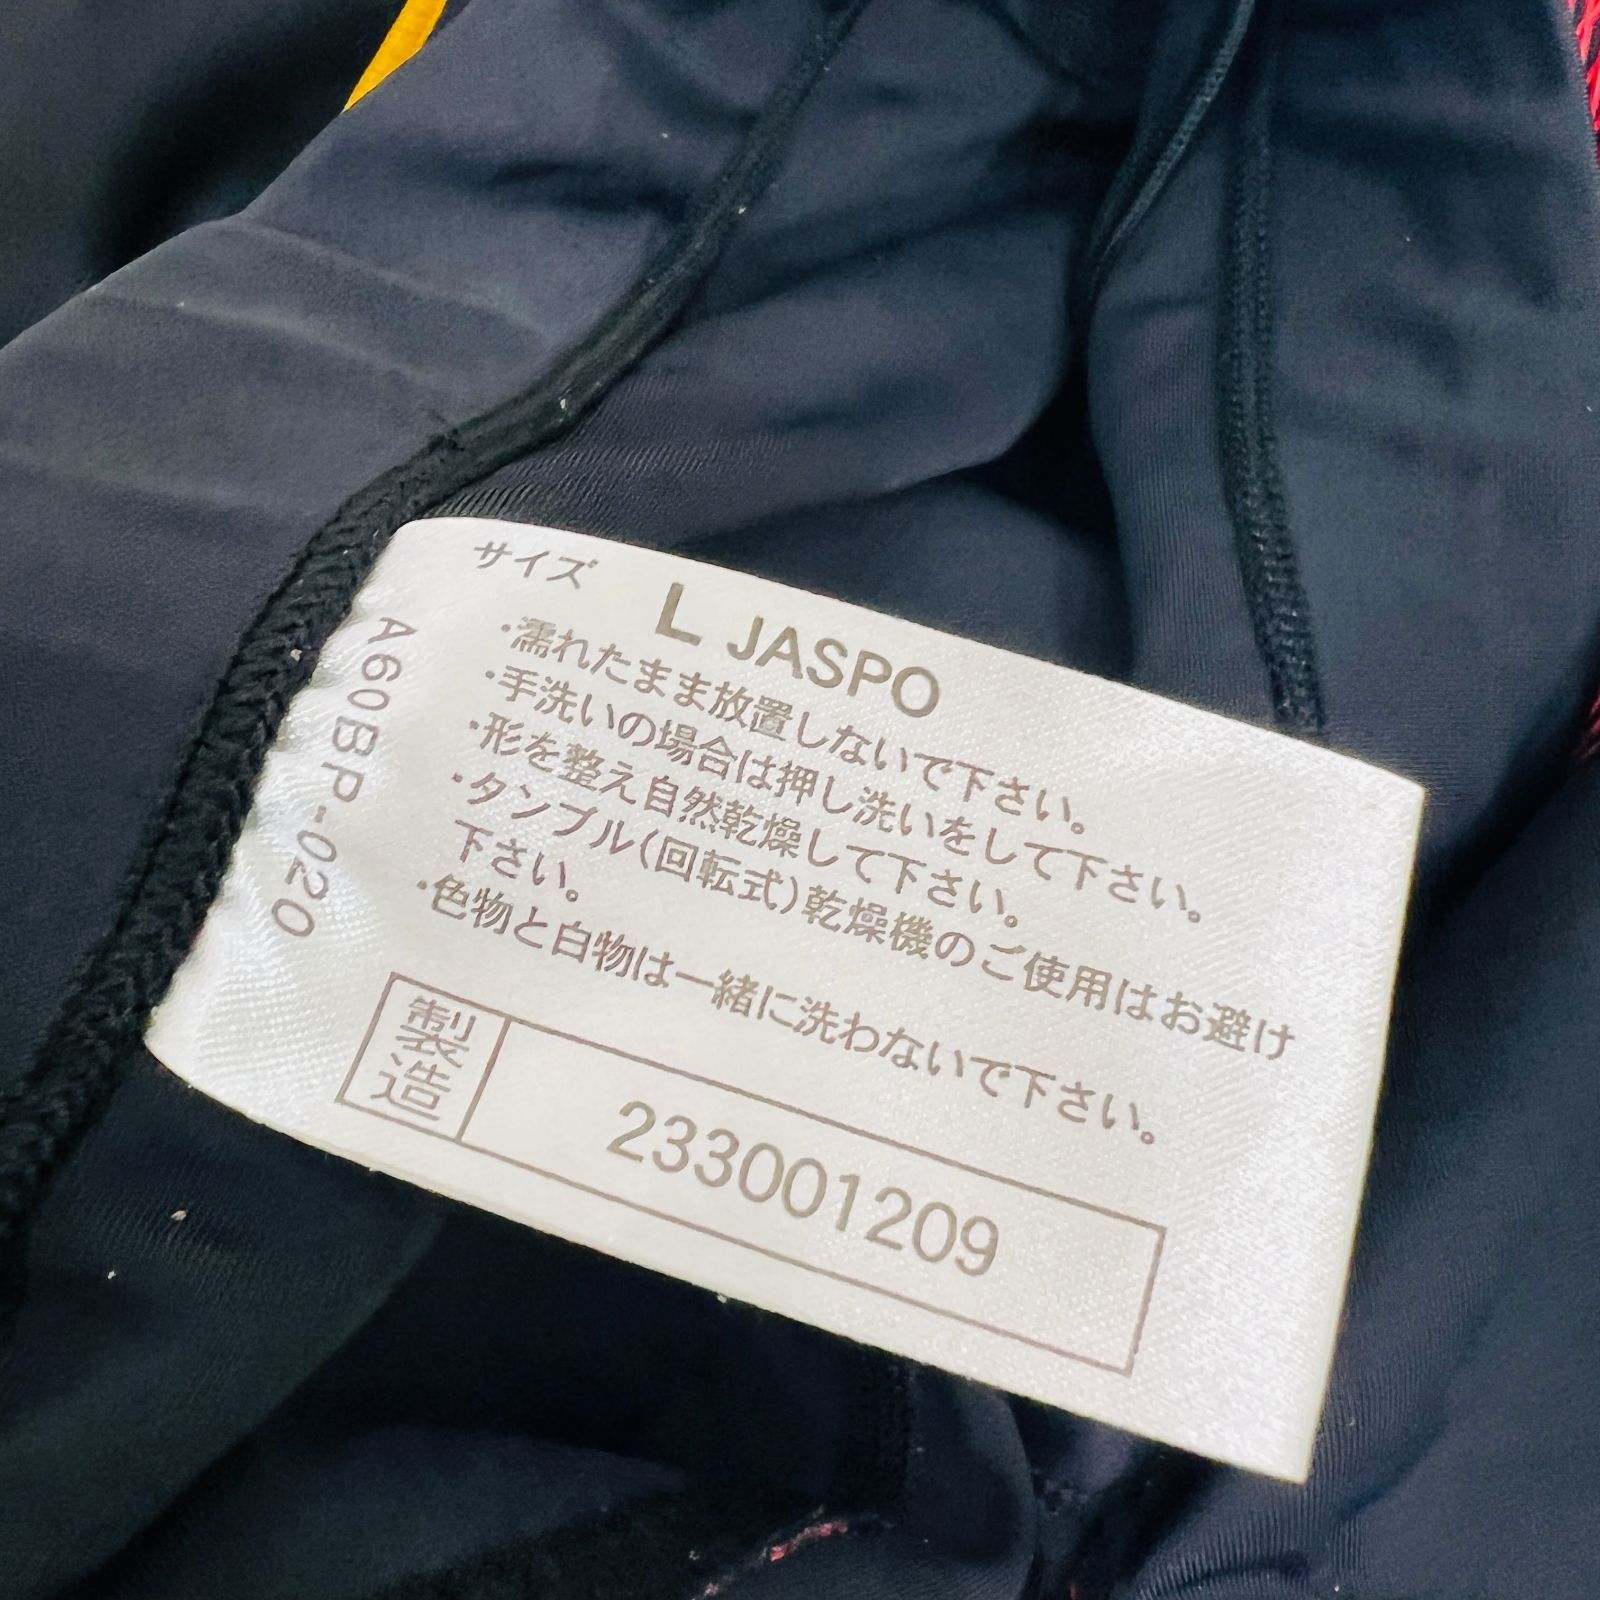 サイズ L JASPO
・濡れたまま放置しないで下さい。
・手洗いの場合は押し洗いをして下さい。
・形を整え自然乾燥して下さい。
・タンブル(回転式)乾燥機のご使用はお避け
下さい。
・色物と白物は一緒に洗わないで下さい。
製造 233001209
A60BP-020